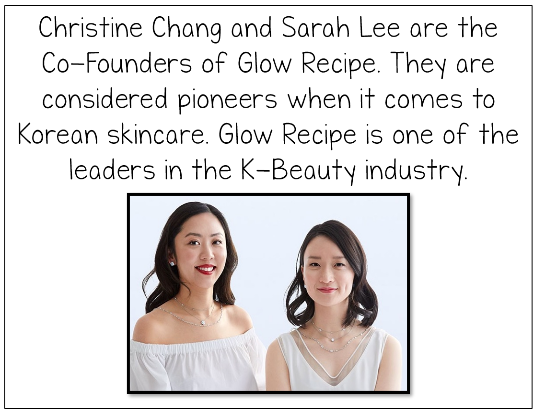 Christine Chang and Sarah Lee are the
Co-Founders of Glow Recipe. They are
considered pioneers when it comes to
Korean skincare. Glow Recipe is one of the
leaders in the K-Beauty industry.